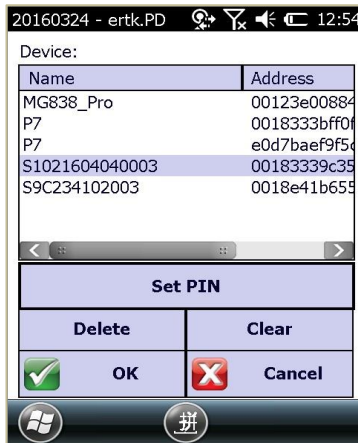 20160324 - ertk.PD 12:54
Device:
Name Address
MG838_Pro 00123e00884
P7 0018333bff0f
P7 e0d7baef9f5c
S1021604040003 00183339c35
S9C234102003 0018e41b655
Set PIN
Delete Clear
OK Cancel
拼